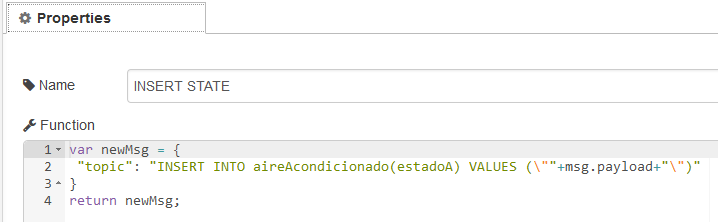 Properties
Name
INSERT STATE
Function
1 var newMsg = {
2 "topic": "INSERT INTO aireAcondicionado(estadoA) VALUES (\""+msg.payload+"\")"
3 }
4 return newMsg;